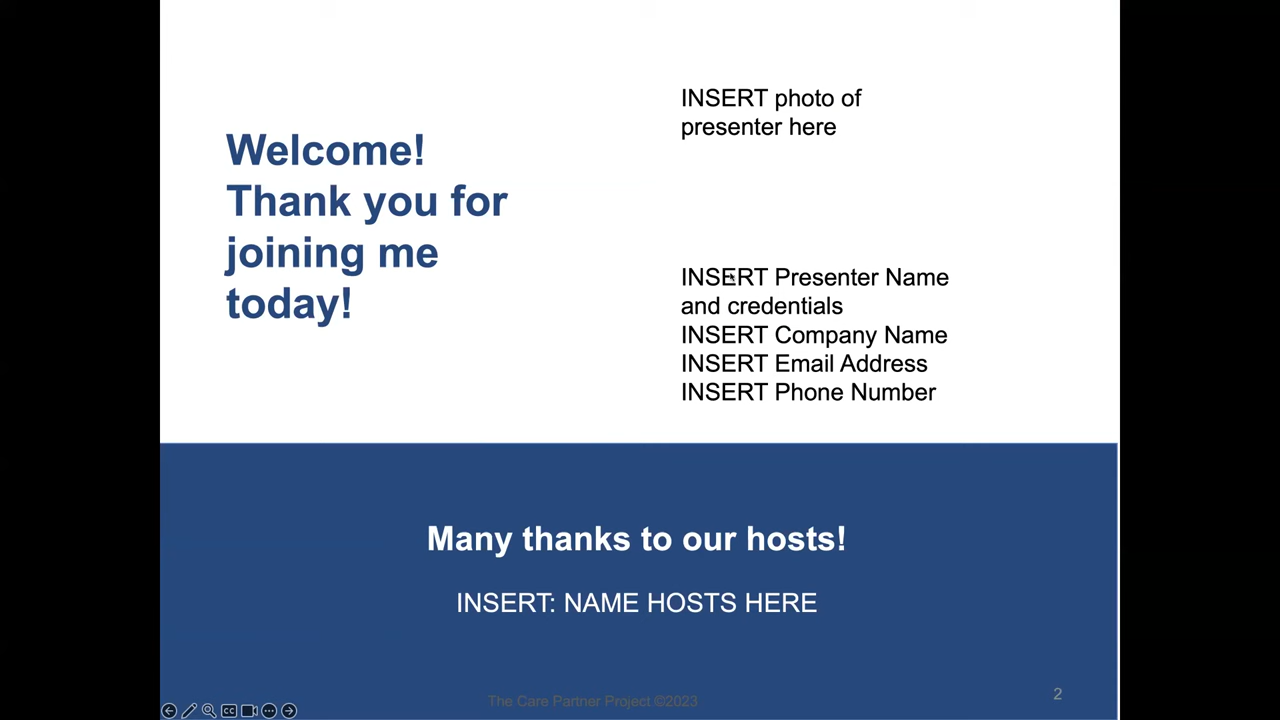 Welcome!
Thank you for
joining me
today!
INSERT photo of
presenter here
INSERT Presenter Name
and credentials
INSERT Company Name
INSERT Email Address
INSERT Phone Number
Many thanks to our hosts!
INSERT: NAME HOSTS HERE
The Care Partner Project ©2023
2
CC